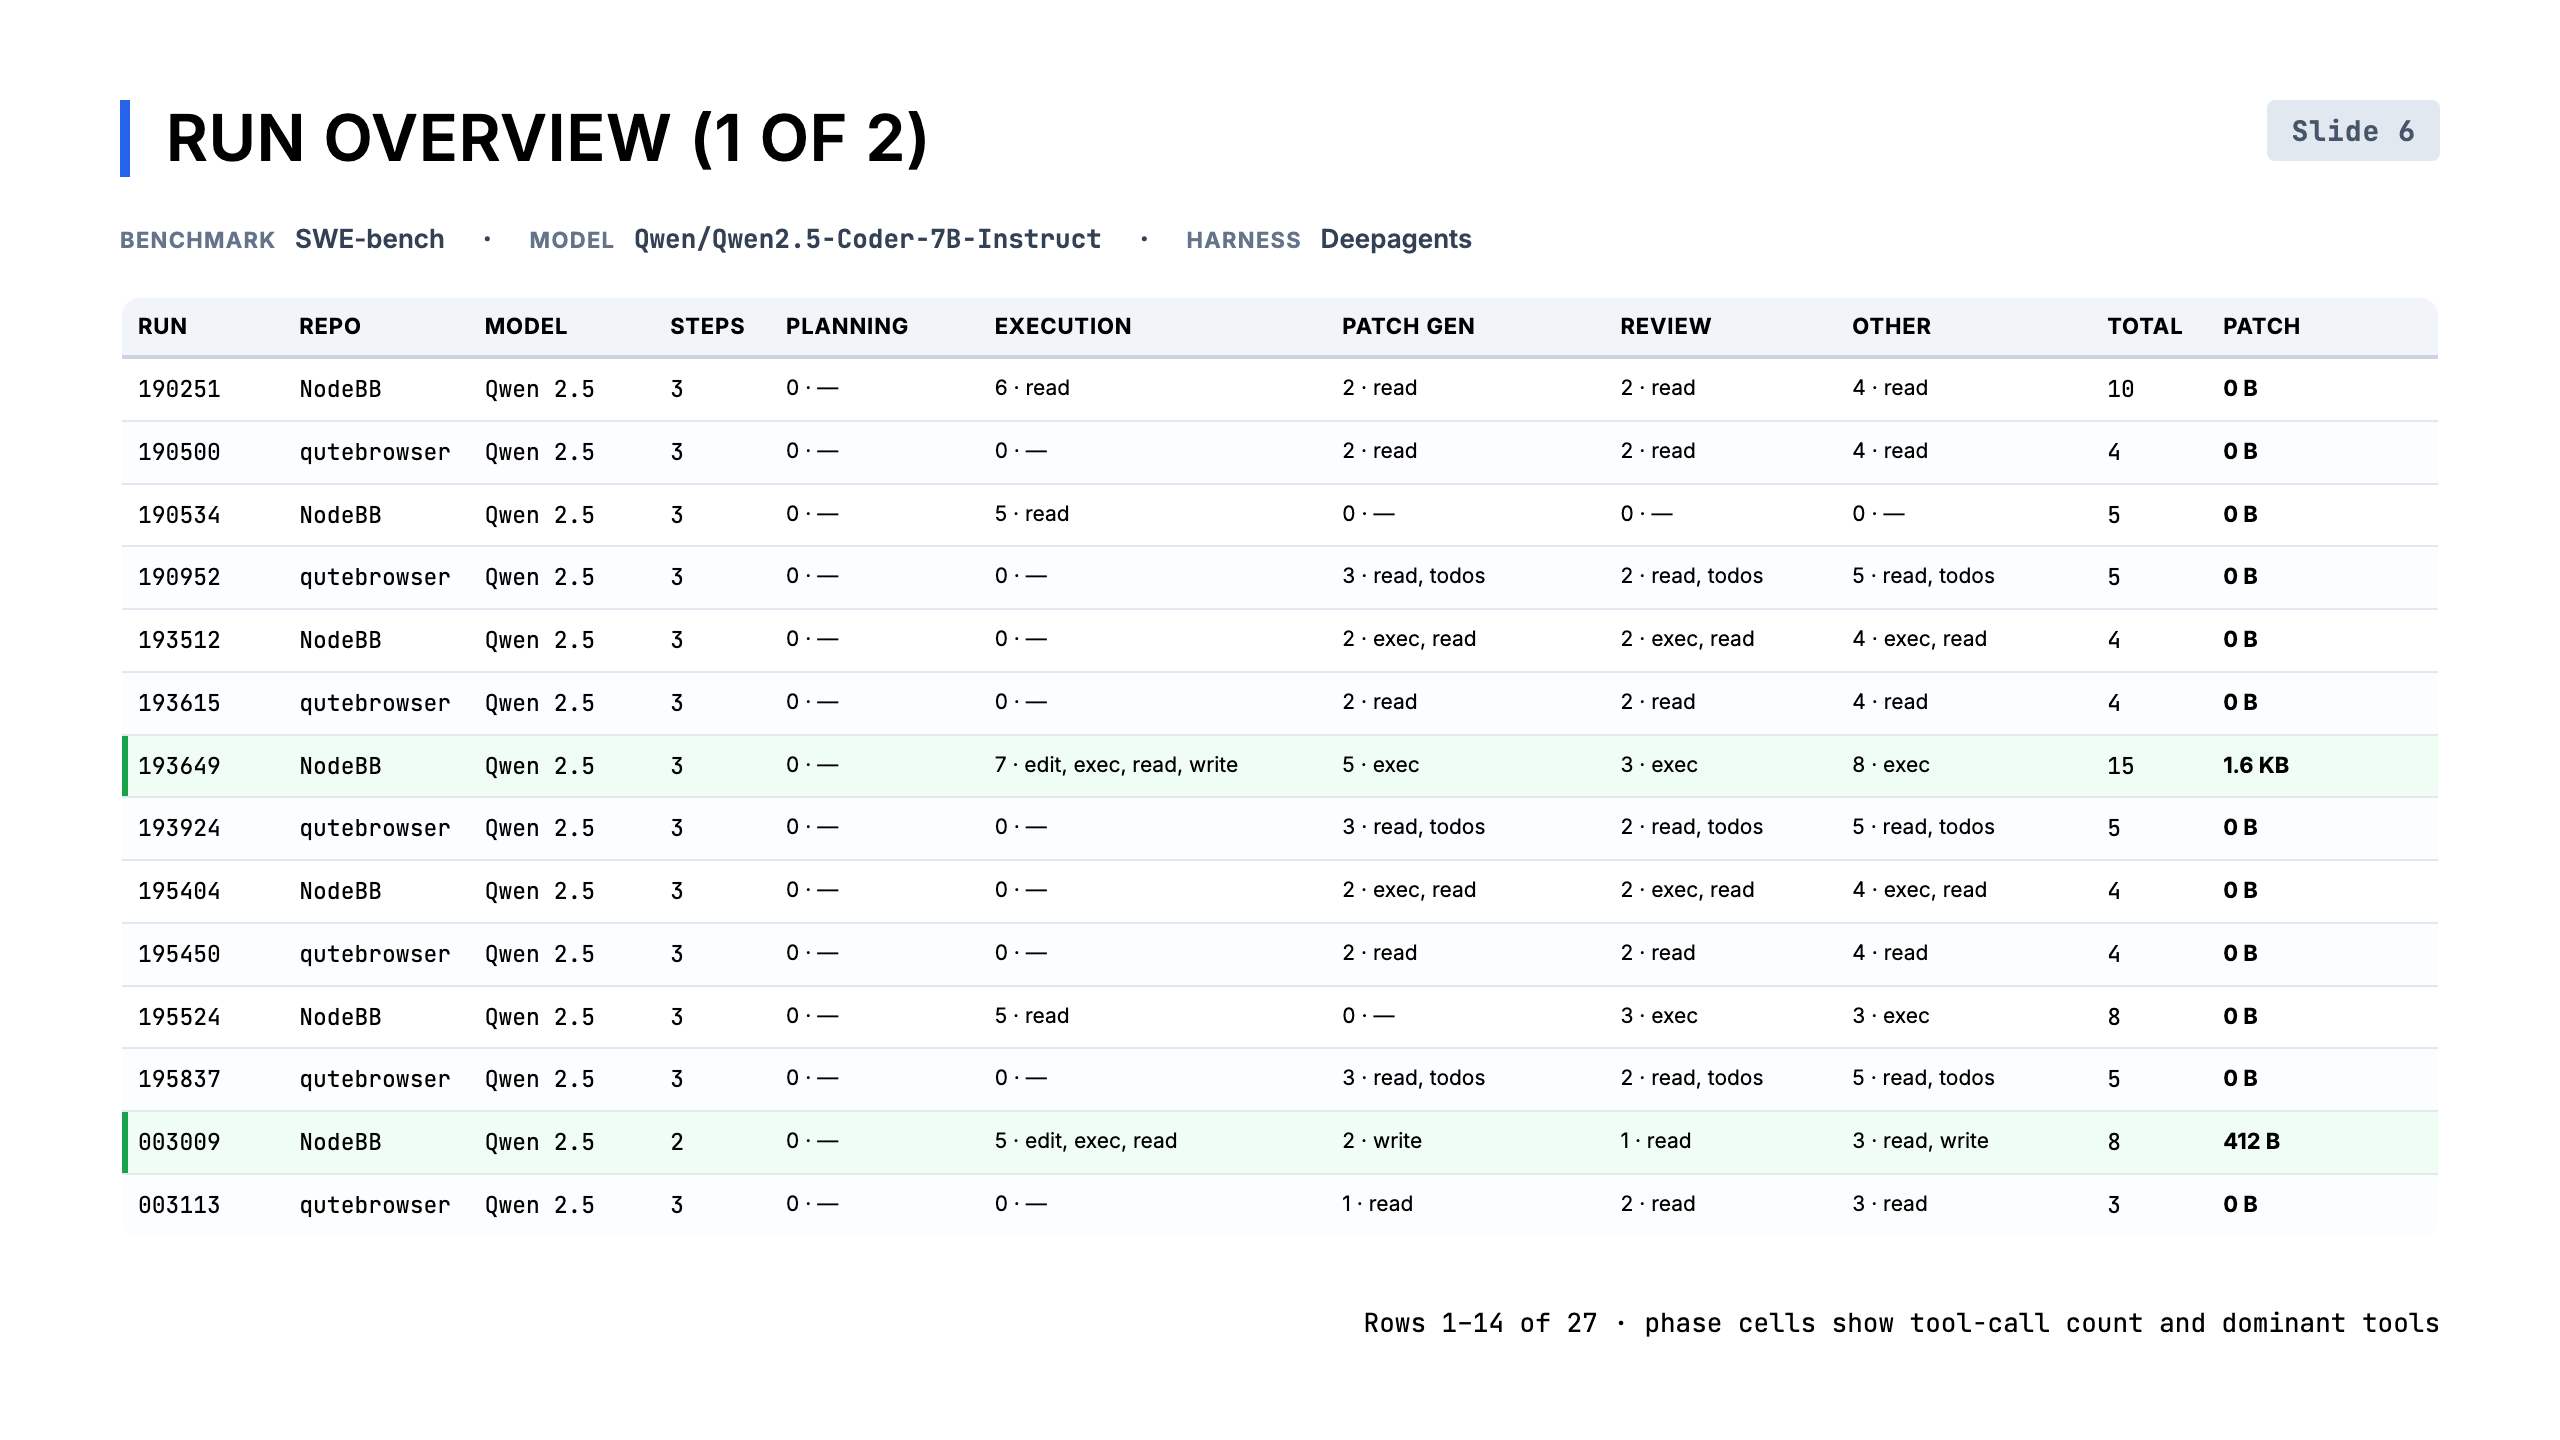 RUN OVERVIEW (1 OF 2)
Slide 6
BENCHMARK SWE-bench · MODEL Qwen/Qwen2.5-Coder-7B-Instruct · HARNESS Deepagents
RUN REPO MODEL STEPS PLANNING EXECUTION PATCH GEN REVIEW OTHER TOTAL PATCH
190251 NodeBB Qwen 2.5 3 0 · — 6 · read 2 · read 2 · read 4 · read 10 0 B
190500 qutebrowser Qwen 2.5 3 0 · — 0 · — 2 · read 2 · read 4 · read 4 0 B
190534 NodeBB Qwen 2.5 3 0 · — 5 · read 0 · — 0 · — 0 · — 5 0 B
190952 qutebrowser Qwen 2.5 3 0 · — 0 · — 3 · read, todos 2 · read, todos 5 · read, todos 5 0 B
193512 NodeBB Qwen 2.5 3 0 · — 0 · — 2 · exec, read 2 · exec, read 4 · exec, read 4 0 B
193615 qutebrowser Qwen 2.5 3 0 · — 0 · — 2 · read 2 · read 4 · read 4 0 B
193649 NodeBB Qwen 2.5 3 0 · — 7 · edit, exec, read, write 5 · exec 3 · exec 8 · exec 15 1.6 KB
193924 qutebrowser Qwen 2.5 3 0 · — 0 · — 3 · read, todos 2 · read, todos 5 · read, todos 5 0 B
195404 NodeBB Qwen 2.5 3 0 · — 0 · — 2 · exec, read 2 · exec, read 4 · exec, read 4 0 B
195450 qutebrowser Qwen 2.5 3 0 · — 0 · — 2 · read 2 · read 4 · read 4 0 B
195524 NodeBB Qwen 2.5 3 0 · — 5 · read 0 · — 3 · exec 3 · exec 8 0 B
195837 qutebrowser Qwen 2.5 3 0 · — 0 · — 3 · read, todos 2 · read, todos 5 · read, todos 5 0 B
003009 NodeBB Qwen 2.5 2 0 · — 5 · edit, exec, read 2 · write 1 · read 3 · read, write 8 412 B
003113 qutebrowser Qwen 2.5 3 0 · — 0 · — 1 · read 2 · read 3 · read 3 0 B
Rows 1–14 of 27 · phase cells show tool-call count and dominant tools